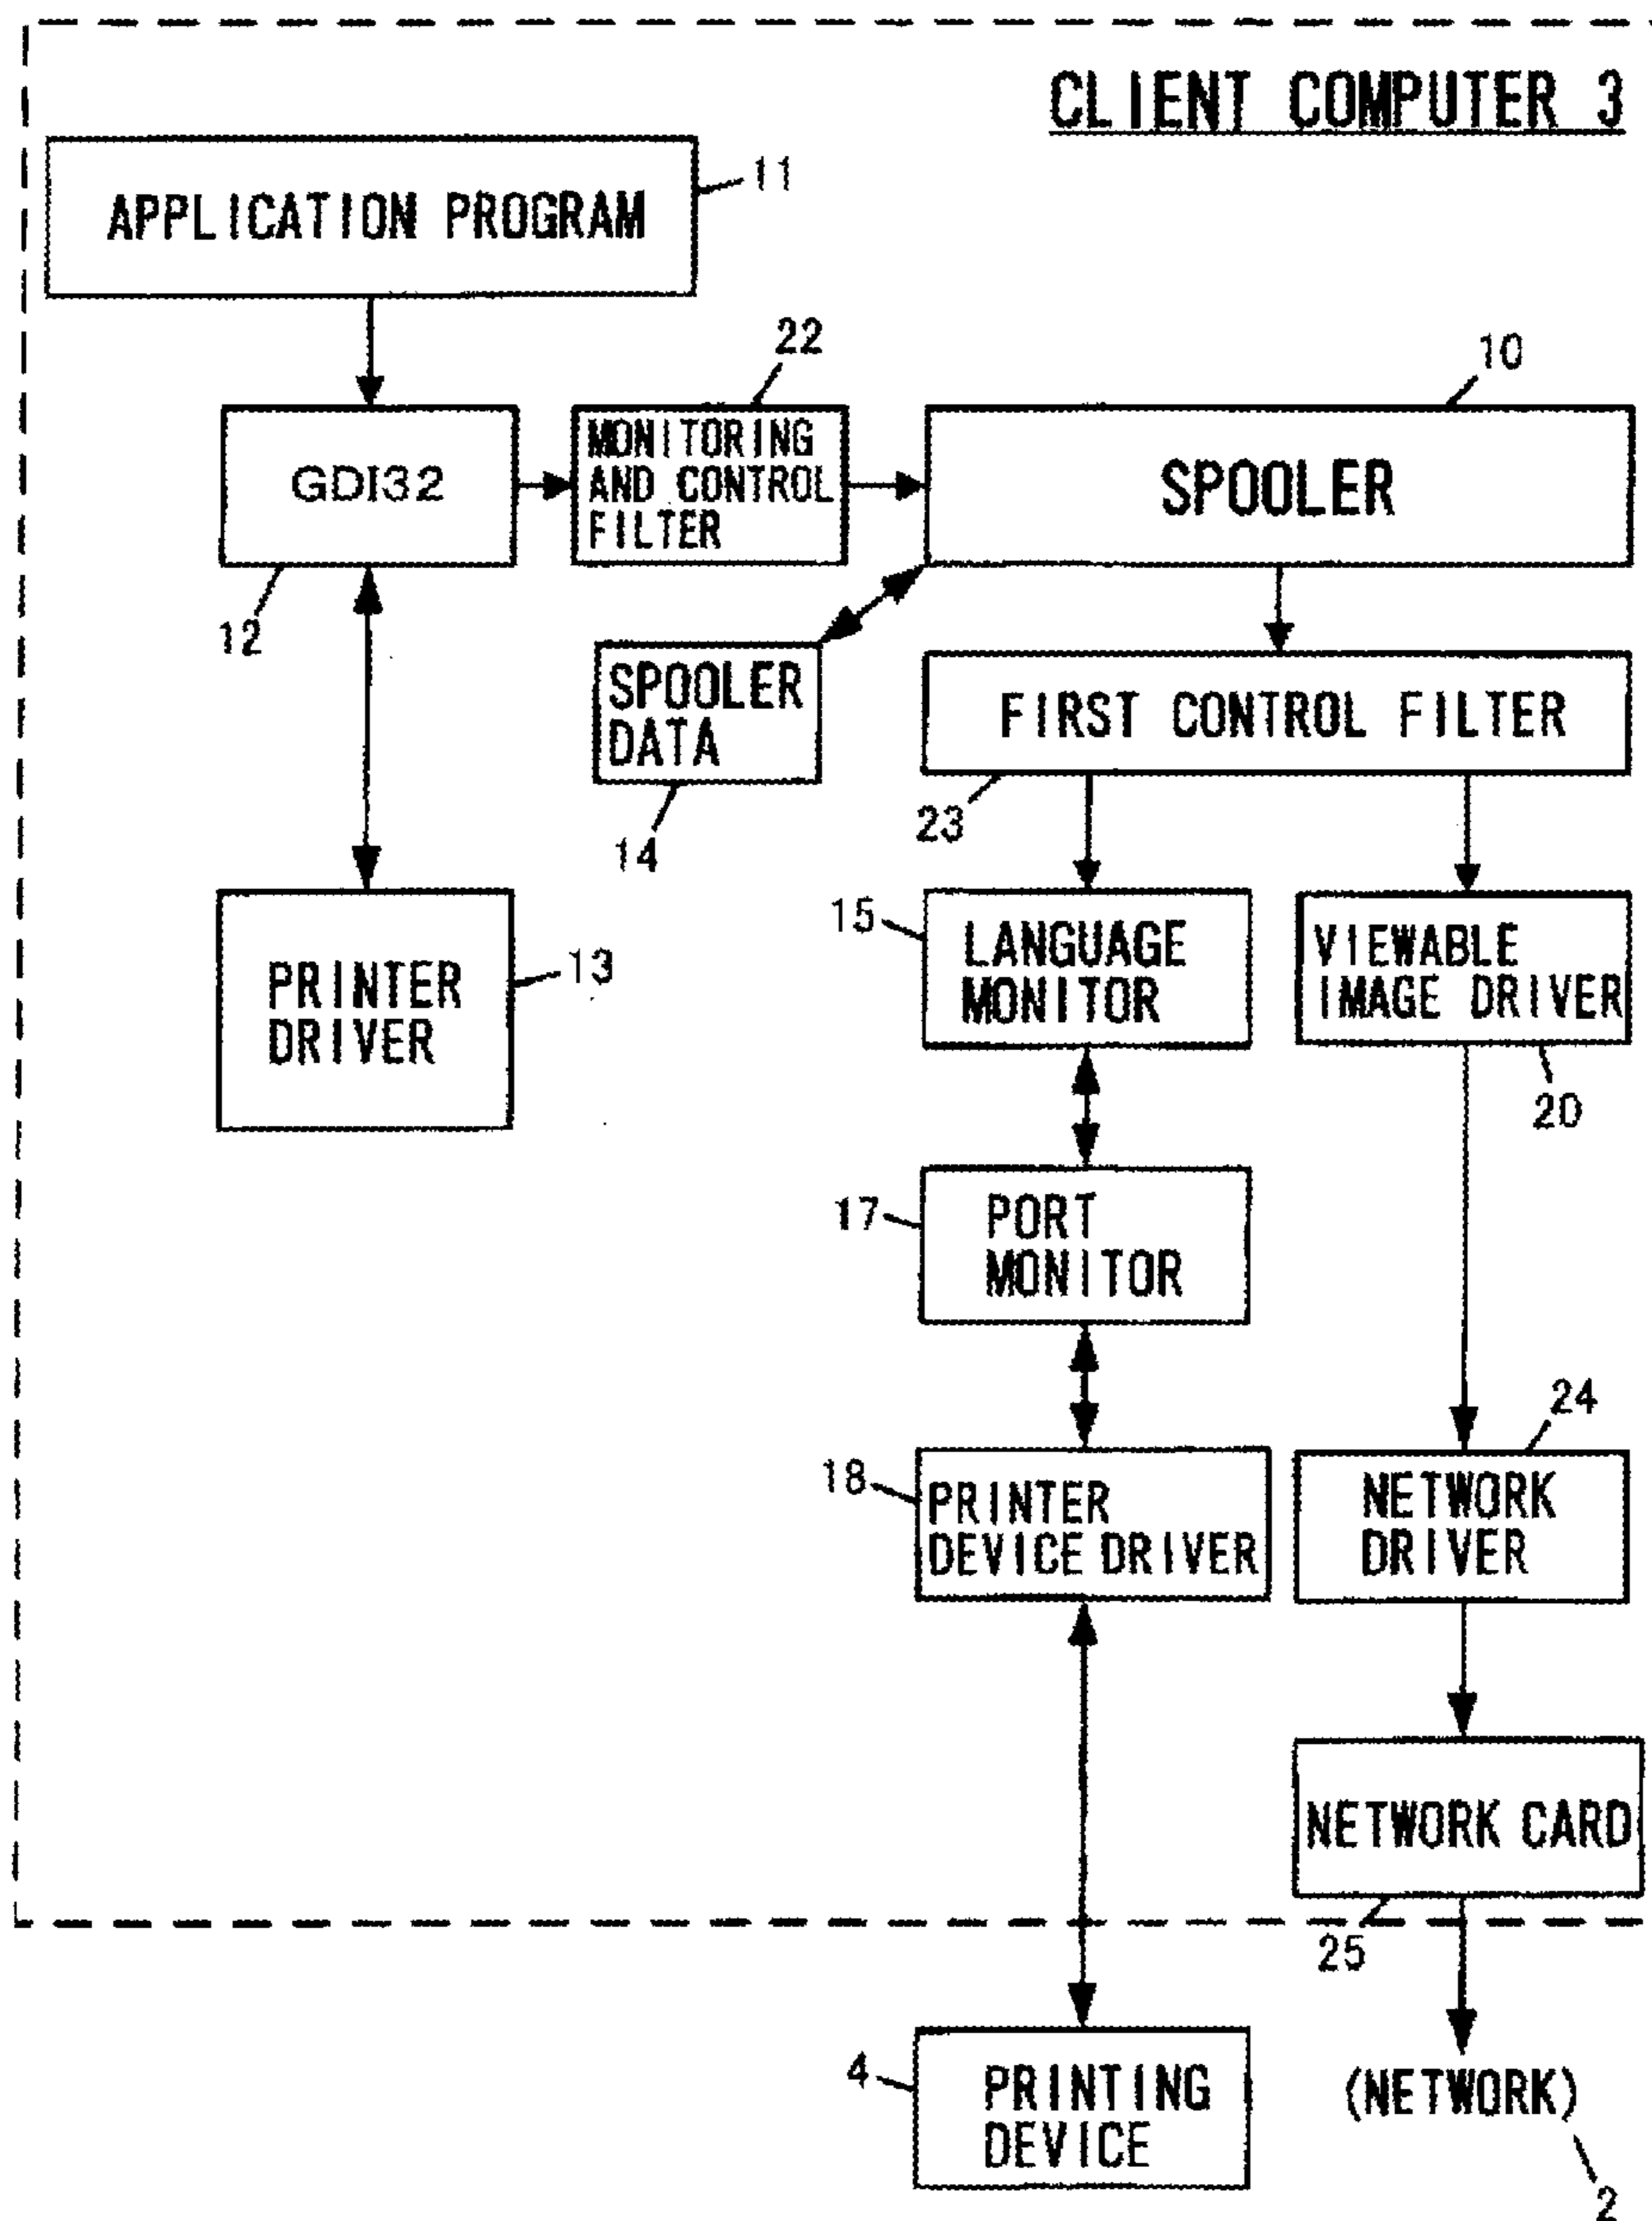 CLIENT COMPUTER 3
APPLICATION PROGRAM
11
22
10
GDI32
MONITORING
AND CONTROL
FILTER
SPOOLER
12
SPOOLER
DATA
14
FIRST CONTROL FILTER
23
PRINTER
DRIVER
13
15
LANGUAGE
MONITOR
VIEWABLE
IMAGE DRIVER
20
17
PORT
MONITOR
24
18
PRINTER
DEVICE DRIVER
NETWORK
DRIVER
NETWORK CARD
25
4
PRINTING
DEVICE
(NETWORK)
2